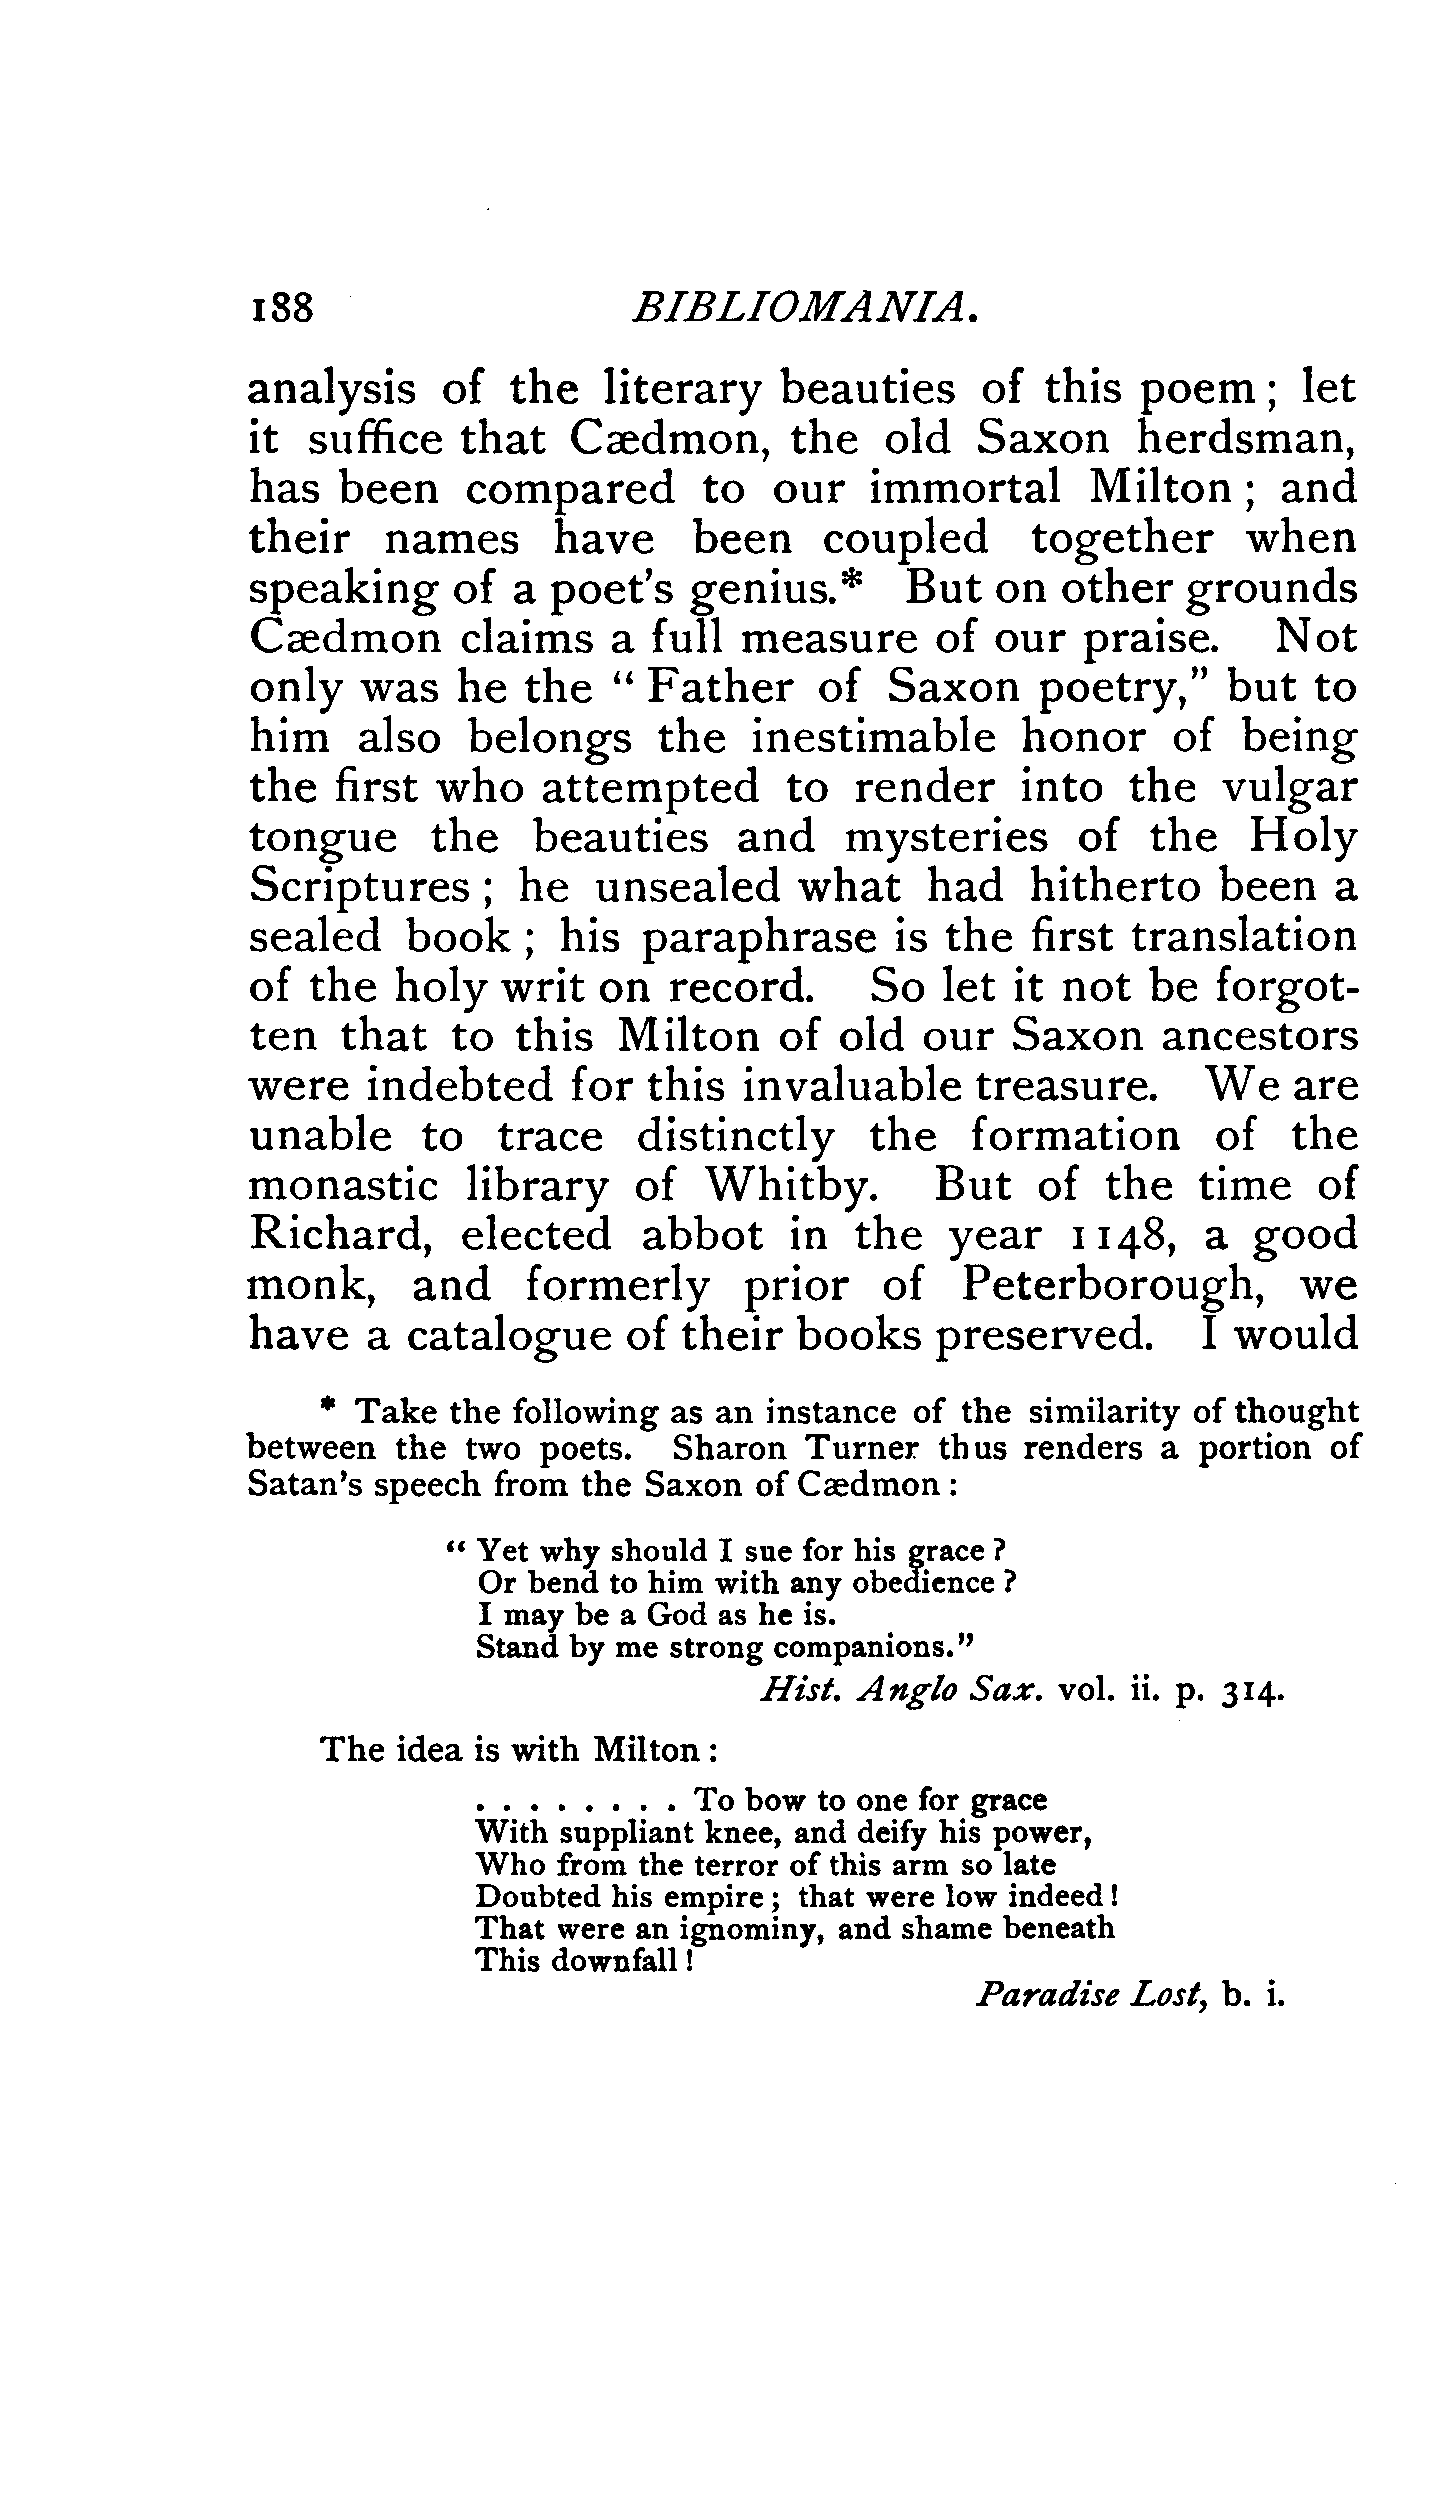 188 BIBLIOMANIA.
analysis of the literary beauties of this poem ; let
it suffice that Cædmon, the old Saxon herdsman,
has been compared to our immortal Milton ; and
their names have been coupled together when
speaking of a poet's genius.* But on other grounds
Cædmon claims a full measure of our praise. Not
only was he the “ Father of Saxon poetry,” but to
him also belongs the inestimable honor of being
the first who attempted to render into the vulgar
tongue the beauties and mysteries of the Holy
Scriptures ; he unsealed what had hitherto been a
sealed book ; his paraphrase is the first translation
of the holy writ on record. So let it not be forgot-
ten that to this Milton of old our Saxon ancestors
were indebted for this invaluable treasure. We are
unable to trace distinctly the formation of the
monastic library of Whitby. But of the time of
Richard, elected abbot in the year 1148, a good
monk, and formerly prior of Peterborough, we
have a catalogue of their books preserved. I would
* Take the following as an instance of the similarity of thought
between the two poets. Sharon Turner thus renders a portion of
Satan's speech from the Saxon of Cædmon :
“ Yet why should I sue for his grace ?
Or bend to him with any obedience ?
I may be a God as he is.
Stand by me strong companions.”
Hist. Anglo Sax. vol. ii. p. 314.
The idea is with Milton :
. . . . . . . . To bow to one for grace
With suppliant knee, and deify his power,
Who from the terror of this arm so late
Doubted his empire ; that were low indeed !
That were an ignominy, and shame beneath
This downfall !
Paradise Lost, b. i.